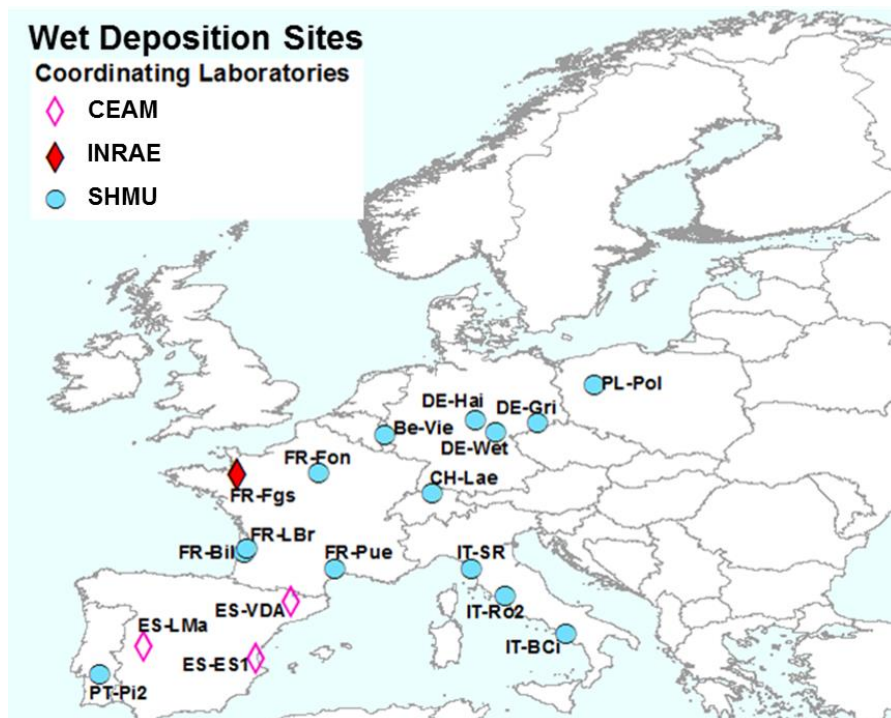 Wet Deposition Sites
Coordinating Laboratories
CEAM
INRAE
SHMU
PL-Pol
DE-Hai
DE-Gri
Be-Vie
DE-Wet
FR-Fon
CH-Lae
FR-Fgs
FR-LBr
FR-Bil
FR-Pue
IT-SR
ES-VDA
IT-Ro2
ES-LMa
IT-BCi
ES-ES1
PT-Pi2